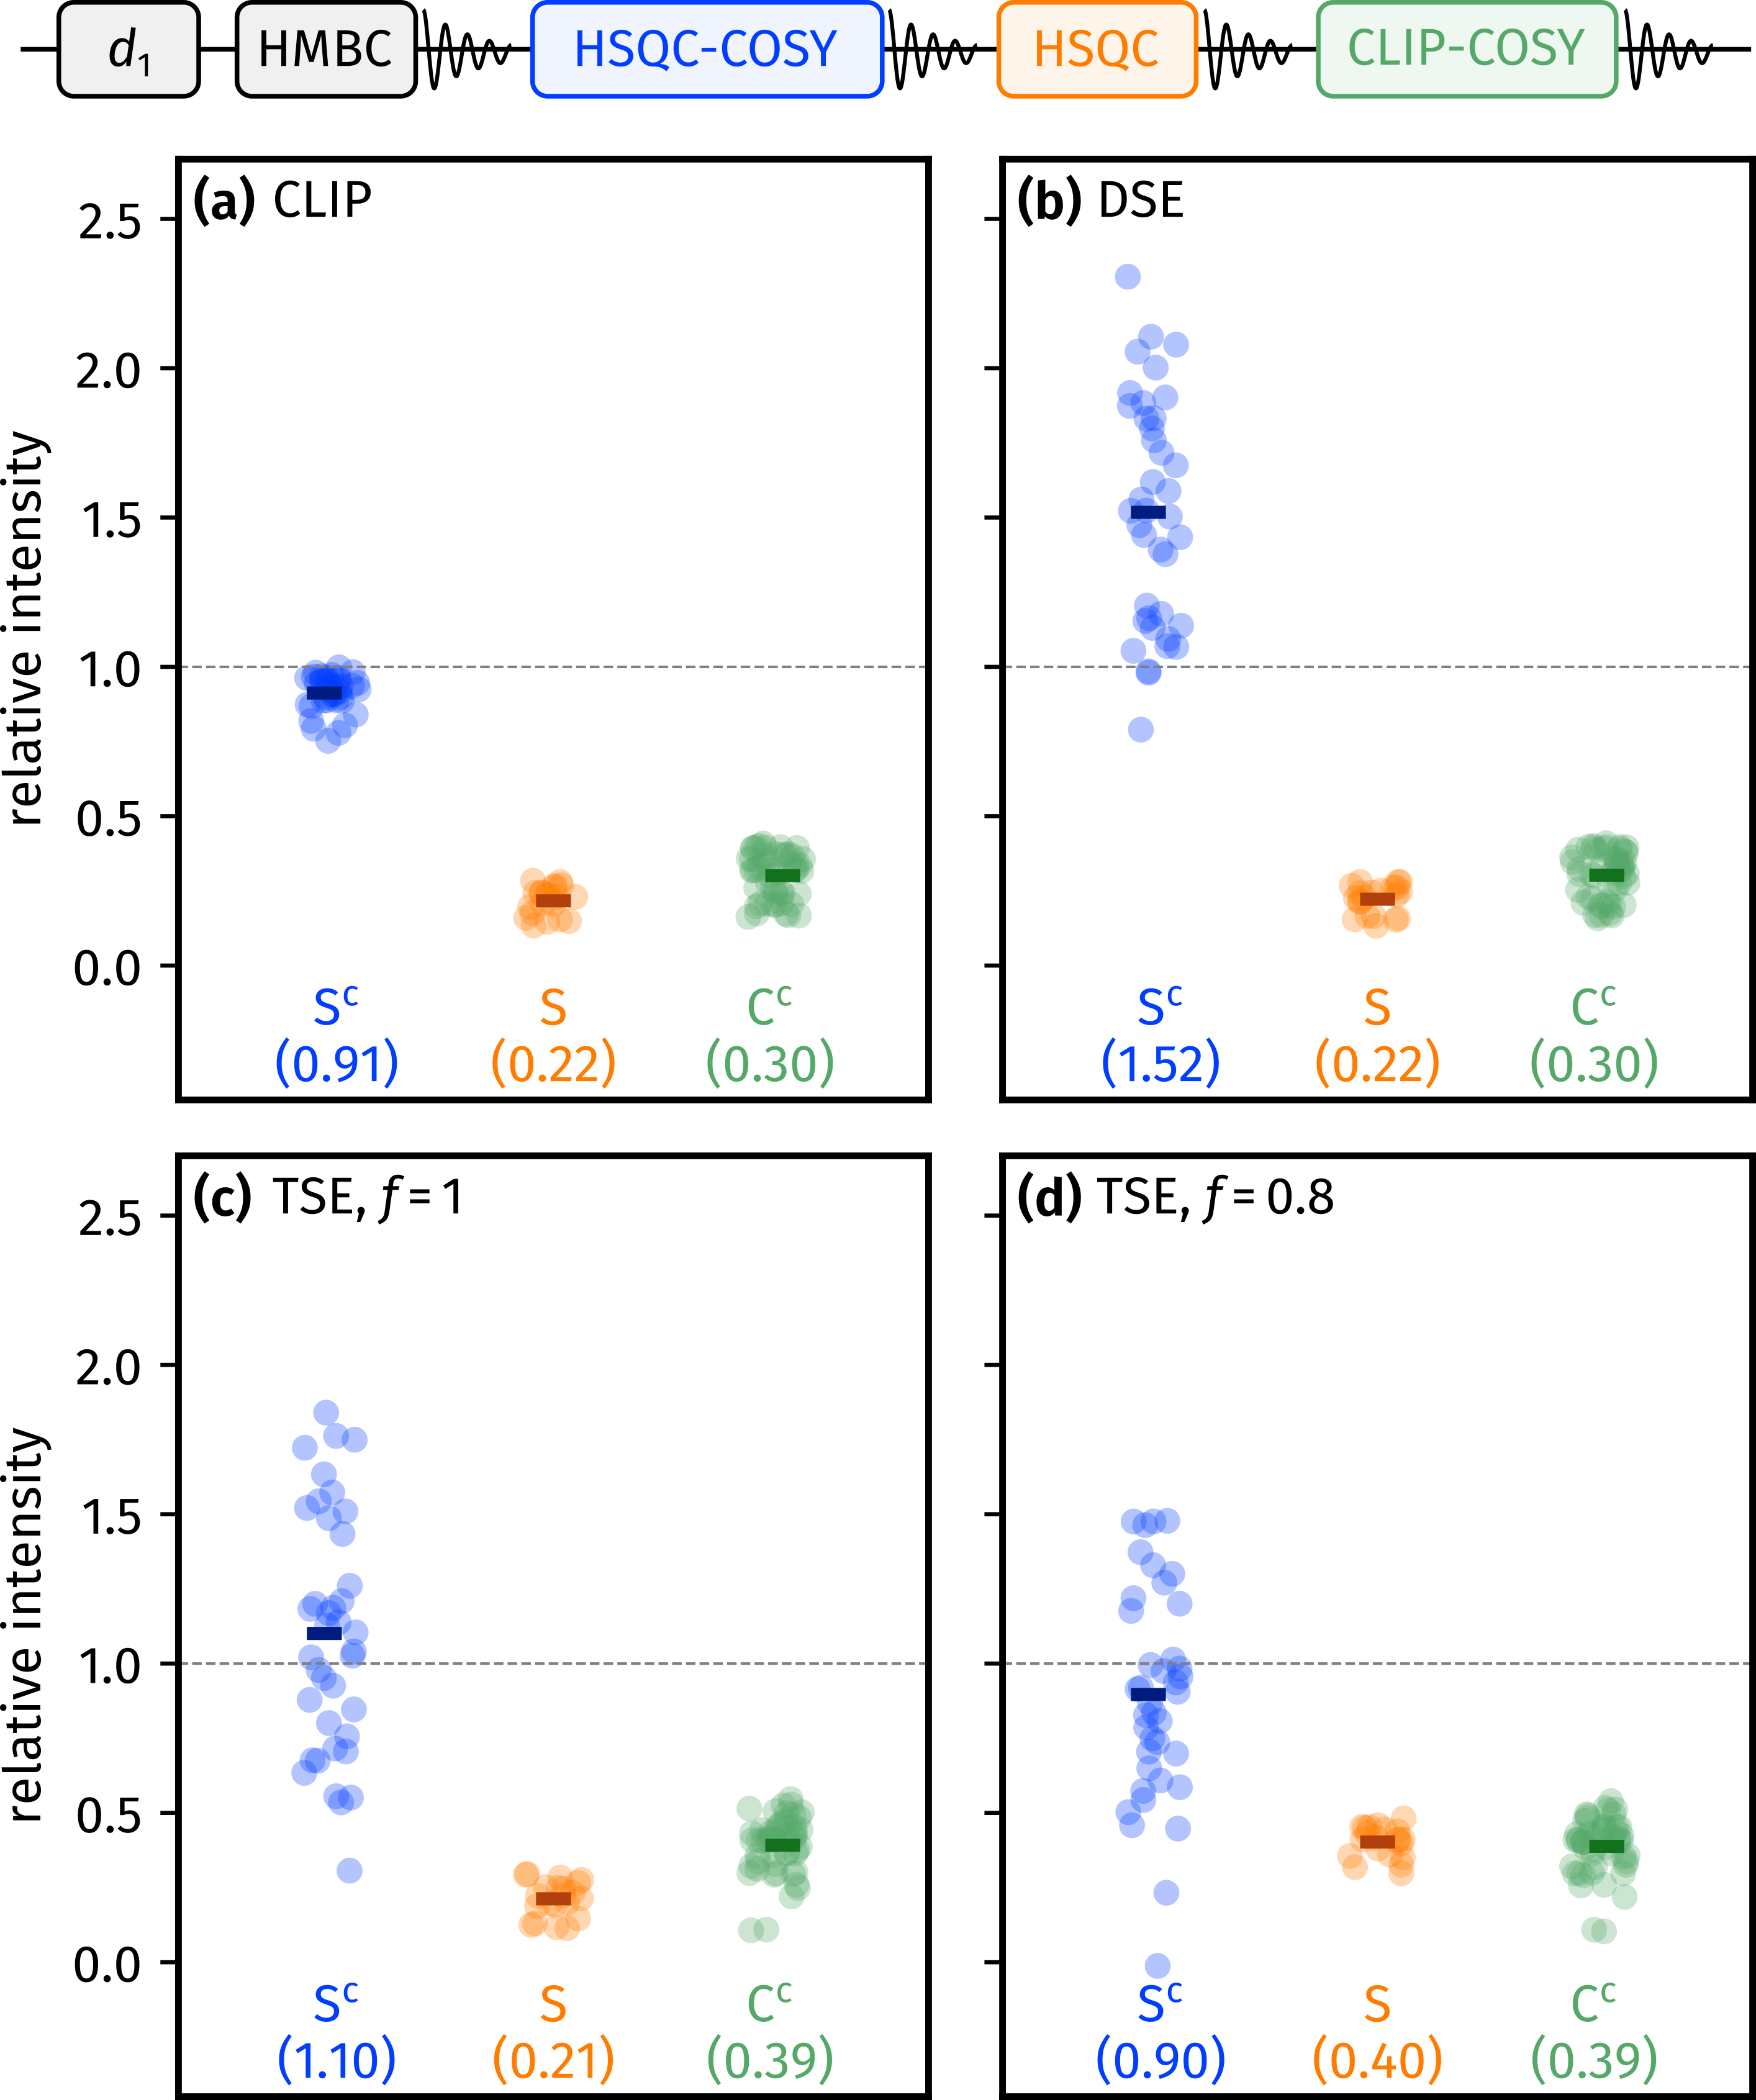 d₁ HMBC HSQC-COSY HSQC CLIP-COSY
(a) CLIP
relative intensity
2.5
2.0
1.5
1.0
0.5
0.0
Sᶜ S Cᶜ
(0.91) (0.22) (0.30)
(b) DSE
Sᶜ S Cᶜ
(1.52) (0.22) (0.30)
(c) TSE, f = 1
relative intensity
2.5
2.0
1.5
1.0
0.5
0.0
Sᶜ S Cᶜ
(1.10) (0.21) (0.39)
(d) TSE, f = 0.8
Sᶜ S Cᶜ
(0.90) (0.40) (0.39)